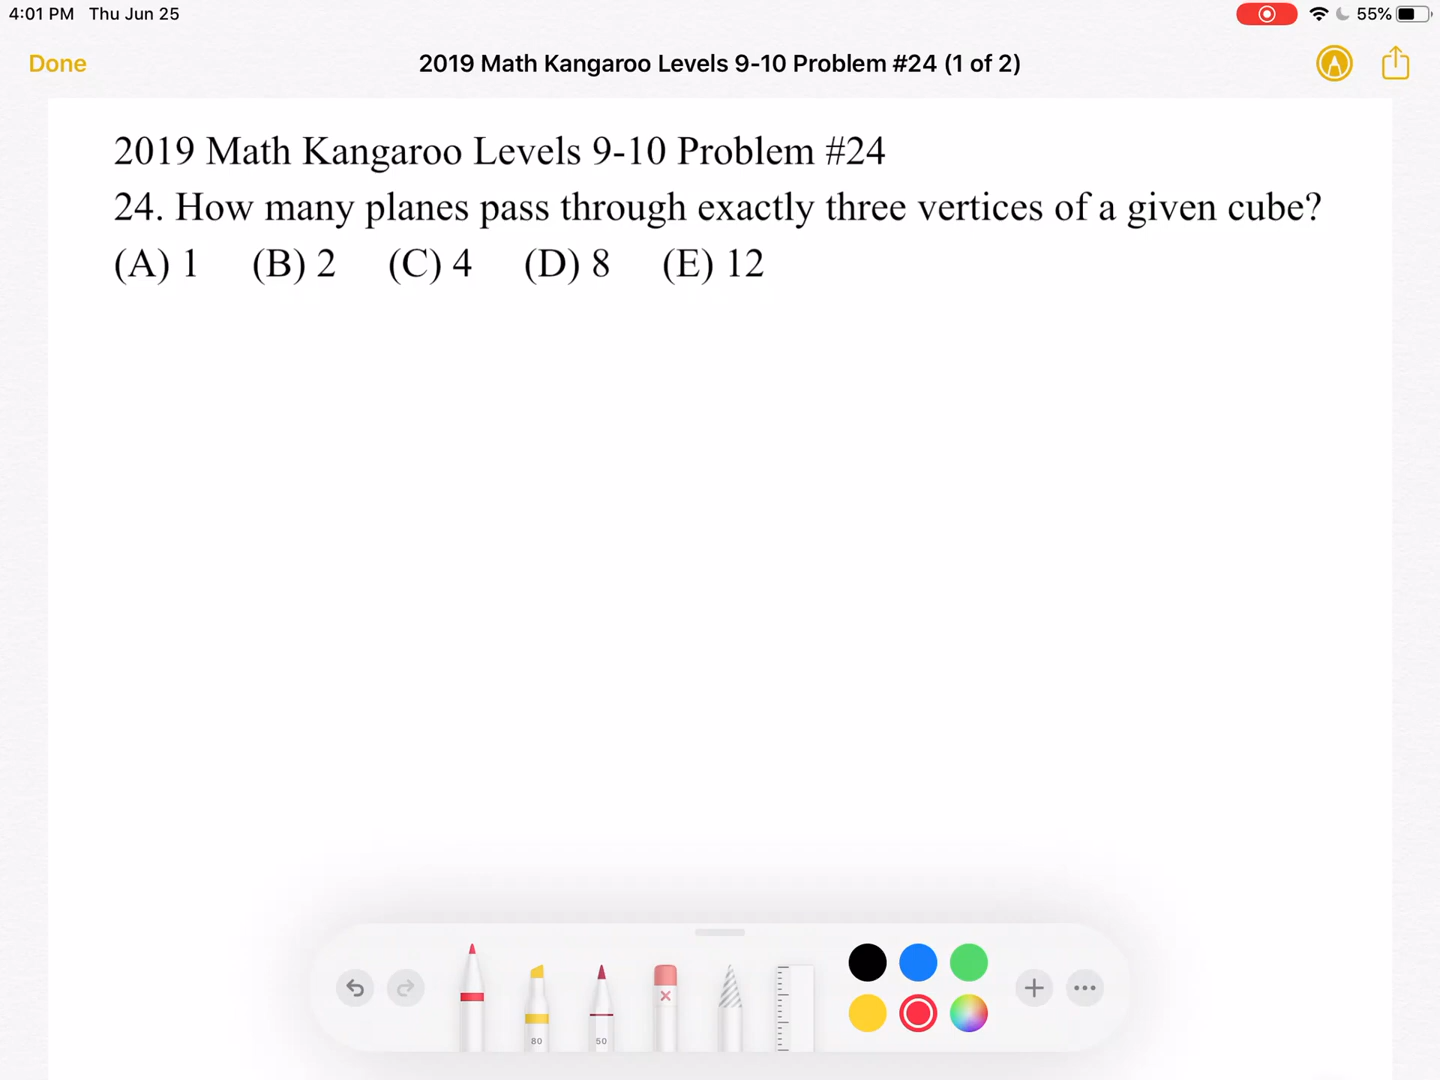 4:01 PM Thu Jun 25
55%
Done
2019 Math Kangaroo Levels 9-10 Problem #24 (1 of 2)
2019 Math Kangaroo Levels 9-10 Problem #24
24. How many planes pass through exactly three vertices of a given cube?
(A) 1 (B) 2 (C) 4 (D) 8 (E) 12
80
50